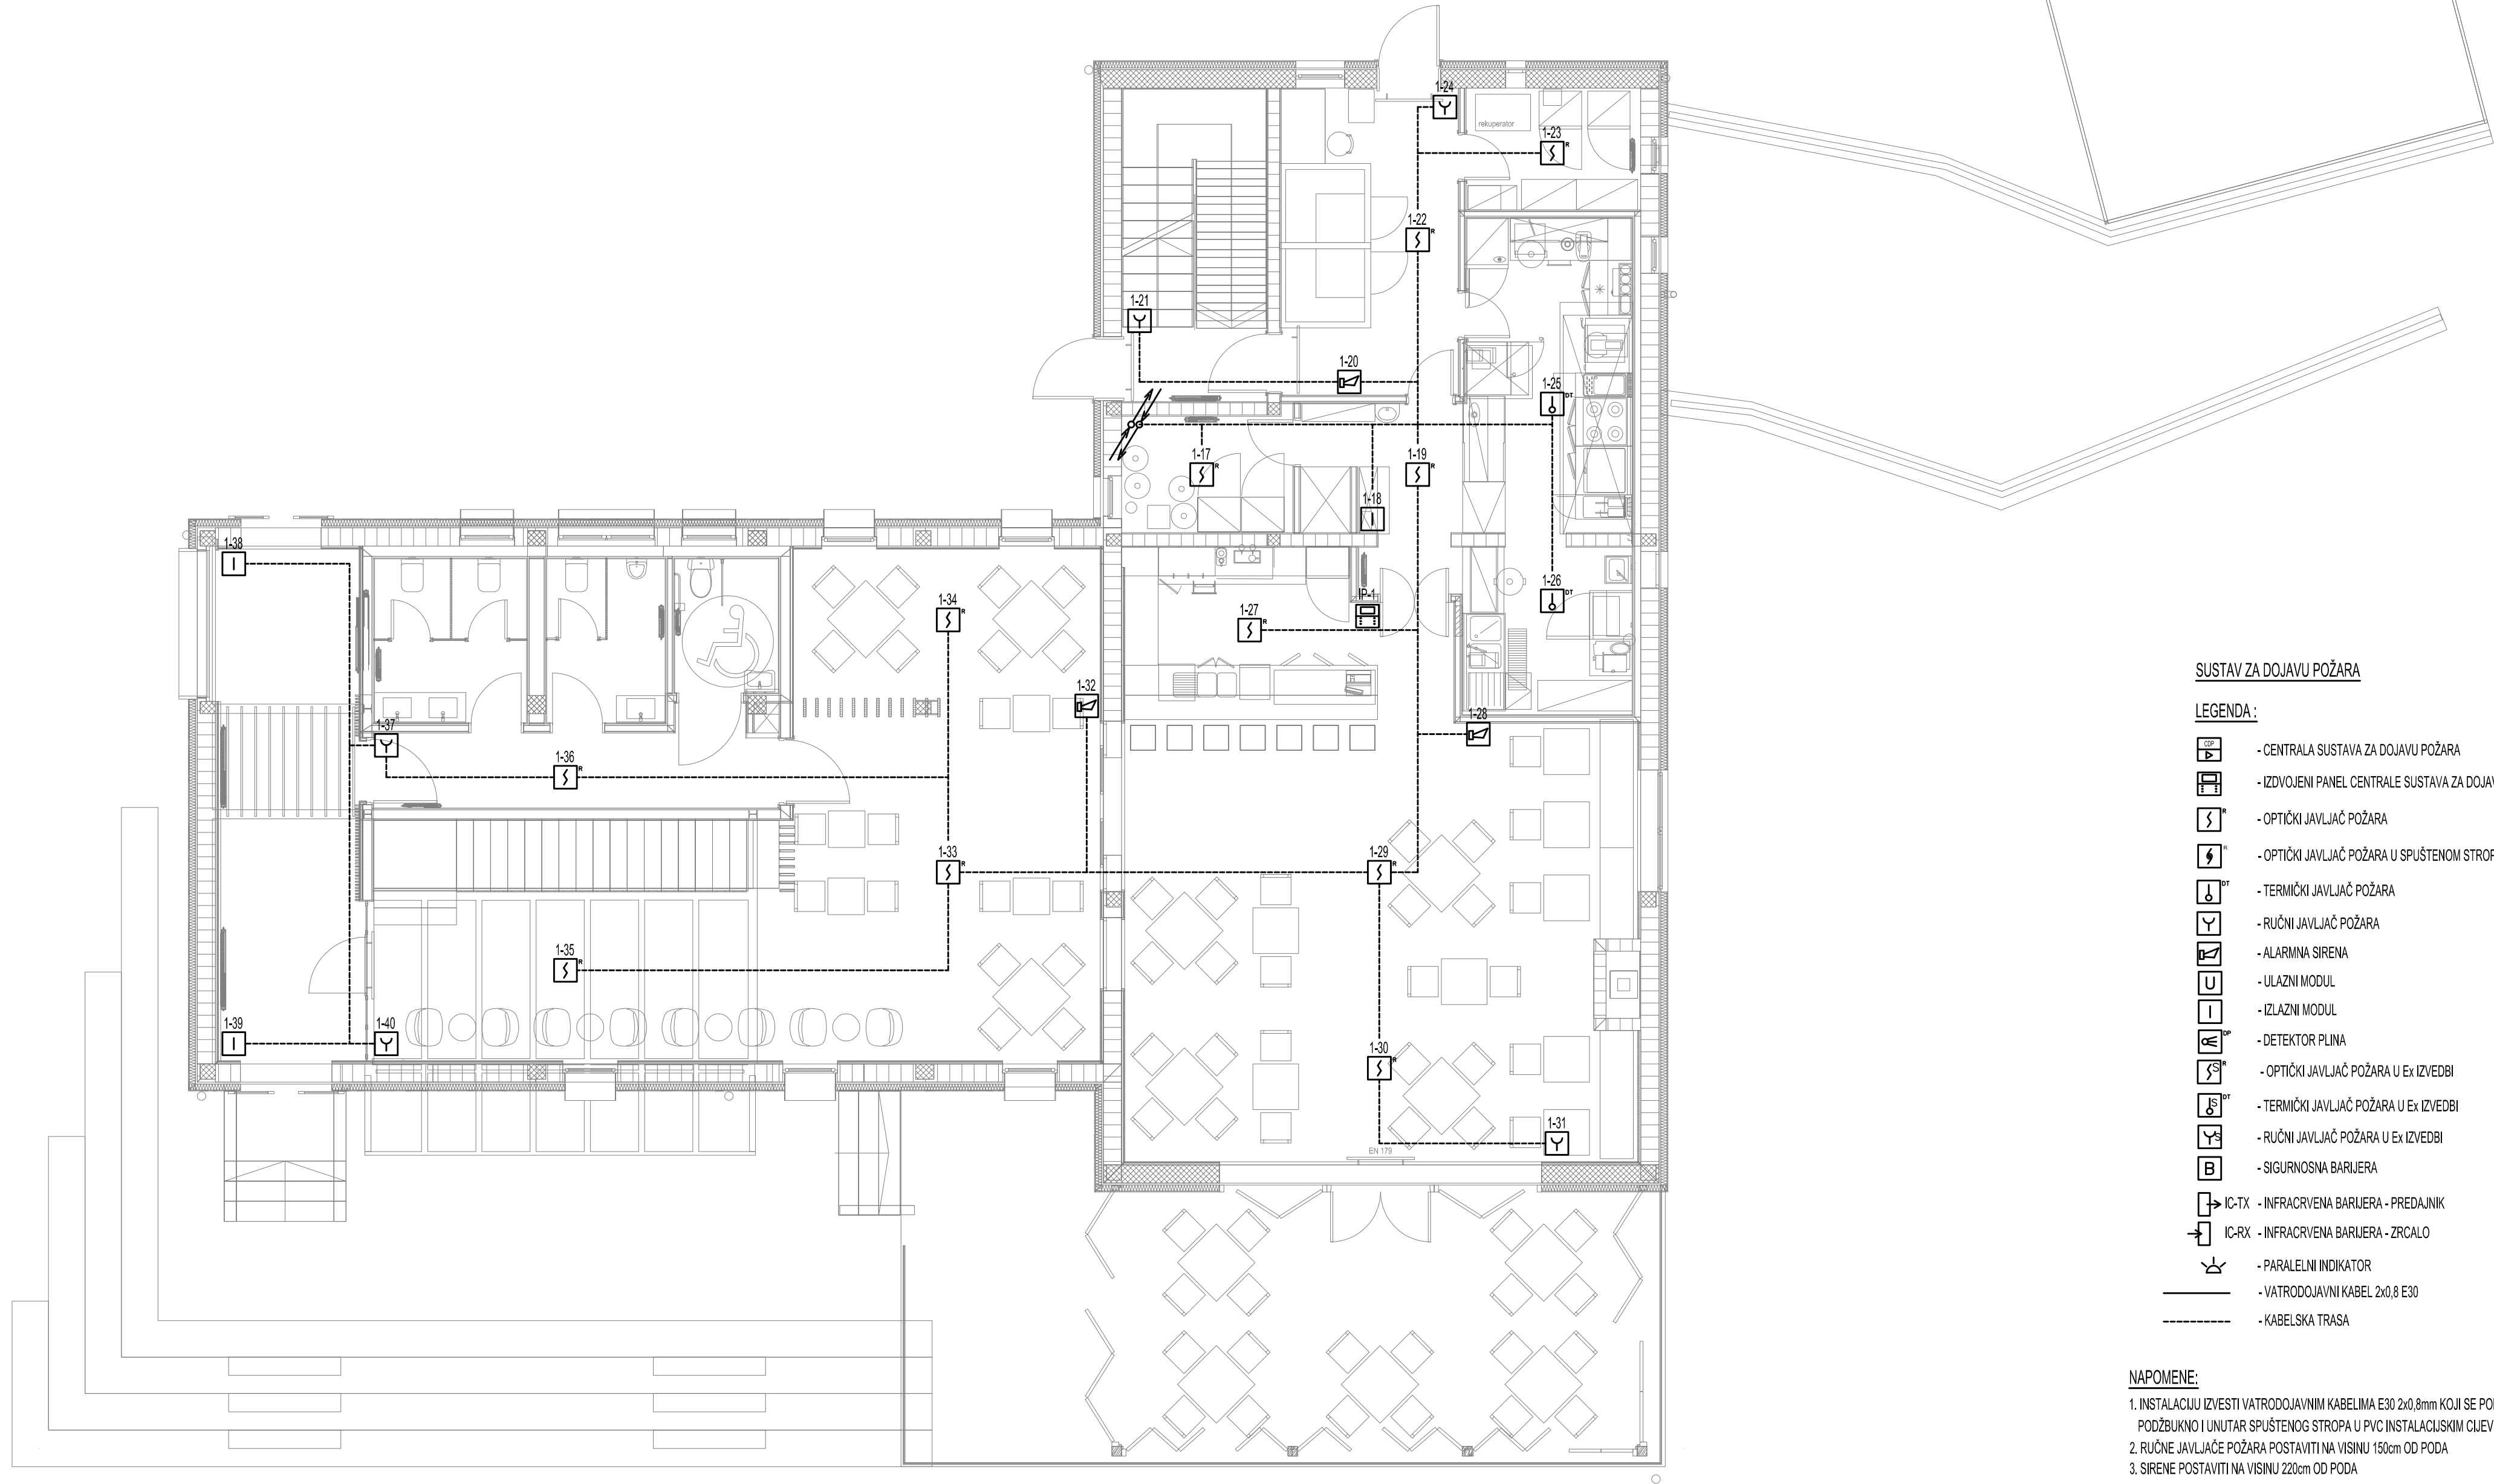 1-24
rekuperator
1-23
R
1-22
R
1-21
1-20
1-25
DT
1-17
R
1-19
R
1-18
1-38
1-26
DT
IP-1
1-34
R
1-27
R
1-32
1-37
1-28
1-36
R
1-33
R
1-29
R
1-35
R
1-39
1-40
1-30
R
1-31
EN 179
SUSTAV ZA DOJAVU POŽARA
LEGENDA :
CDP
- CENTRALA SUSTAVA ZA DOJAVU POŽARA
- IZDVOJENI PANEL CENTRALE SUSTAVA ZA DOJAV
R
- OPTIČKI JAVLJAČ POŽARA
R
- OPTIČKI JAVLJAČ POŽARA U SPUŠTENOM STROP
DT
- TERMIČKI JAVLJAČ POŽARA
- RUČNI JAVLJAČ POŽARA
- ALARMNA SIRENA
U
- ULAZNI MODUL
I
- IZLAZNI MODUL
DP
- DETEKTOR PLINA
S R
- OPTIČKI JAVLJAČ POŽARA U Ex IZVEDBI
S DT
- TERMIČKI JAVLJAČ POŽARA U Ex IZVEDBI
S
- RUČNI JAVLJAČ POŽARA U Ex IZVEDBI
B
- SIGURNOSNA BARIJERA
IC-TX - INFRACRVENA BARIJERA - PREDAJNIK
IC-RX - INFRACRVENA BARIJERA - ZRCALO
- PARALELNI INDIKATOR
- VATRODOJAVNI KABEL 2x0,8 E30
- KABELSKA TRASA
NAPOMENE:
1. INSTALACIJU IZVESTI VATRODOJAVNIM KABELIMA E30 2x0,8mm KOJI SE
PODŽBUKNO I UNUTAR SPUŠTENOG STROPA U PVC INSTALACIJSKIM CIJEV
2. RUČNE JAVLJAČE POŽARA POSTAVITI NA VISINU 150cm OD PODA
3. SIRENE POSTAVITI NA VISINU 220cm OD PODA